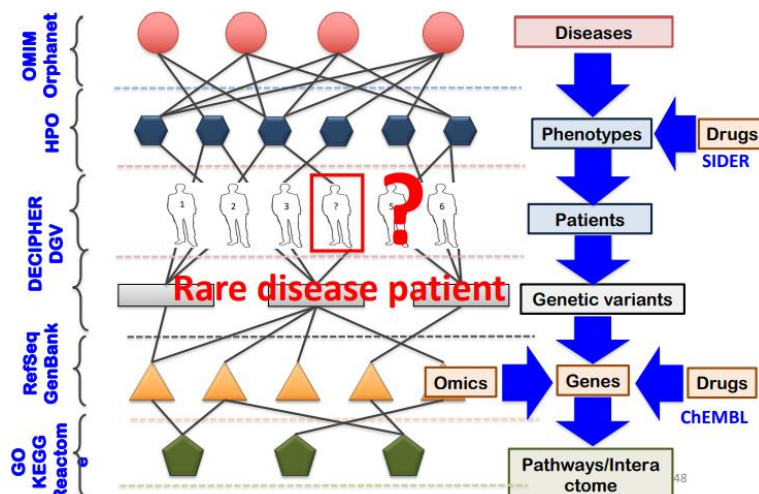 OMIM
Orphanet
Diseases
HPO
Phenotypes
Drugs
SIDER
DECIPHER
DGV
1
2
3
?
5
6
?
Patients
Rare disease patient
Genetic variants
RefSeq
GenBank
Omics
Genes
Drugs
ChEMBL
GO
KEGG
Reactom
e
Pathways/Intera
ctome
48